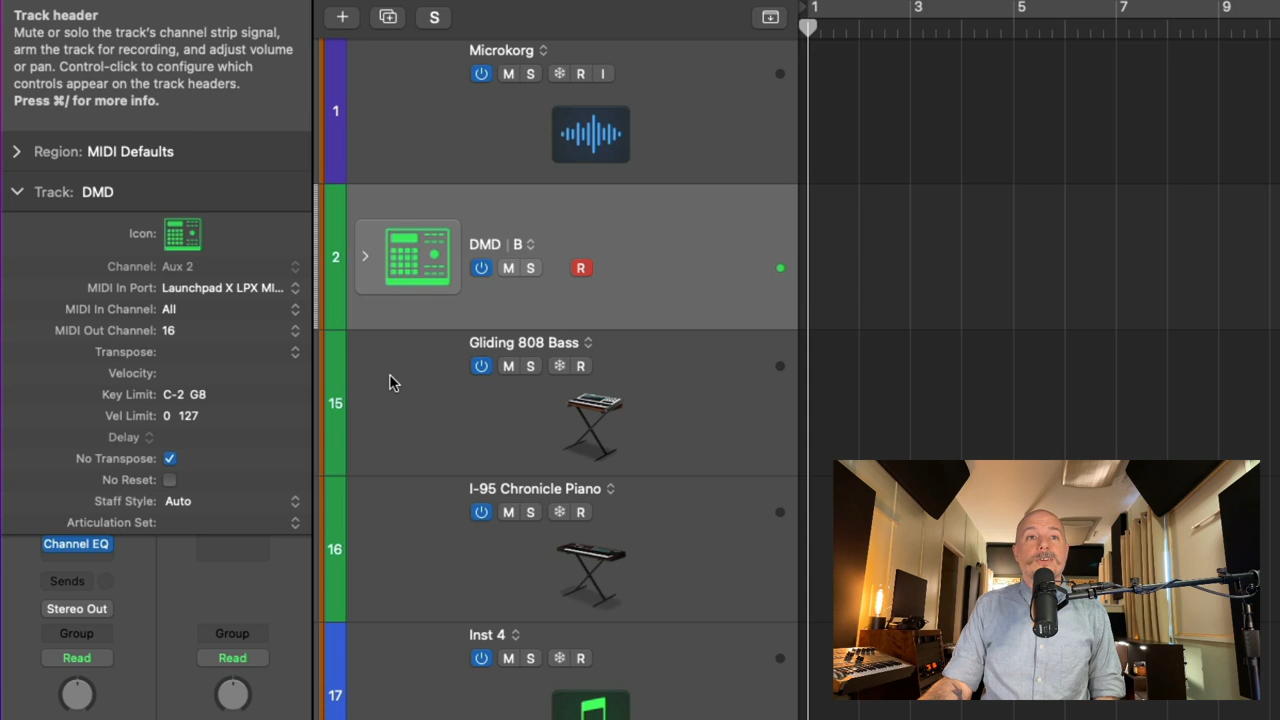 Track header
Mute or solo the track's channel strip signal,
arm the track for recording, and adjust volume
or pan. Control-click to configure which
controls appear on the track headers.
Press ⌘/ for more info.
Region: MIDI Defaults
Track: DMD
Icon:
Channel: Aux 2
MIDI In Port: Launchpad X LPX MI...
MIDI In Channel: All
MIDI Out Channel: 16
Transpose:
Velocity:
Key Limit: C-2 G8
Vel Limit: 0 127
Delay
No Transpose:
No Reset:
Staff Style: Auto
Articulation Set:
Channel EQ
Sends
Stereo Out
Group Group
Read Read
S
1 3 5 7 9
1
Microkorg
M S R I
2
DMD | B
M S R
15
Gliding 808 Bass
M S R
16
I-95 Chronicle Piano
M S R
17
Inst 4
M S R